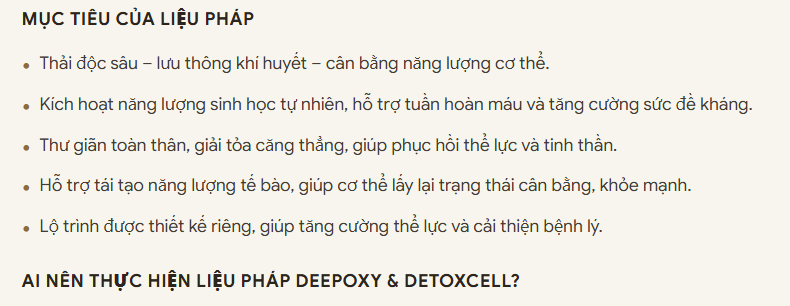 MỤC TIÊU CỦA LIỆU PHÁP
• Thải độc sâu – lưu thông khí huyết – cân bằng năng lượng cơ thể.
• Kích hoạt năng lượng sinh học tự nhiên, hỗ trợ tuần hoàn máu và tăng cường sức đề kháng.
• Thư giãn toàn thân, giải tỏa căng thẳng, giúp phục hồi thể lực và tinh thần.
• Hỗ trợ tái tạo năng lượng tế bào, giúp cơ thể lấy lại trạng thái cân bằng, khỏe mạnh.
• Lộ trình được thiết kế riêng, giúp tăng cường thể lực và cải thiện bệnh lý.
AI NÊN THỰC HIỆN LIỆU PHÁP DEEPOXY & DETOXCELL?